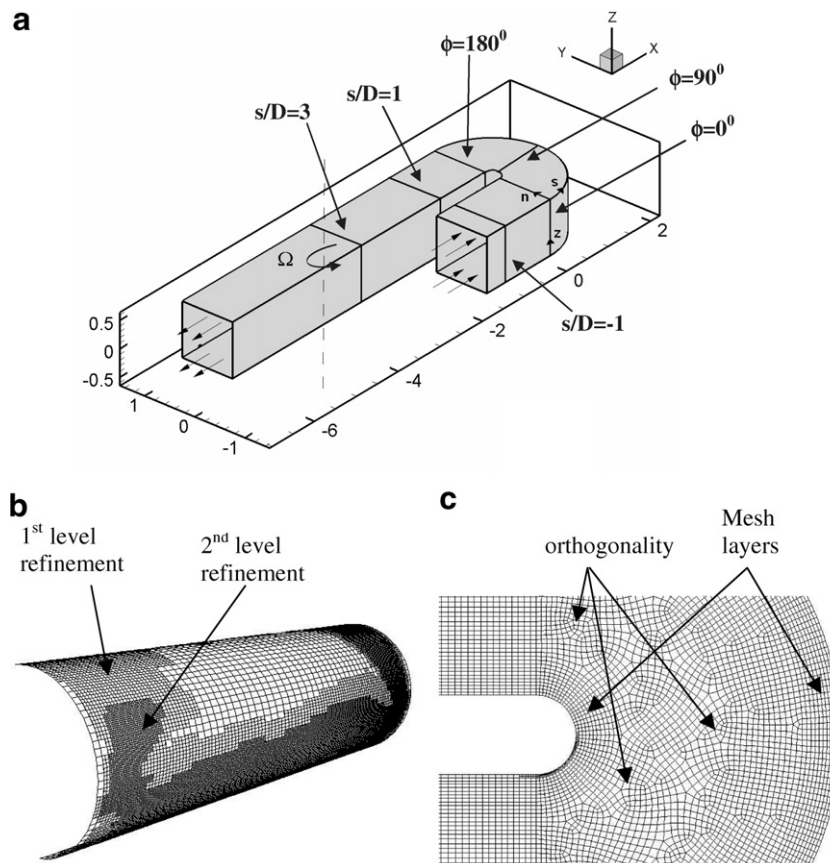 a
Z
Y
X
ϕ=180⁰
ϕ=90⁰
s/D=1
ϕ=0⁰
s/D=3
s
n
z
Ω
2
0
s/D=-1
-2
-4
-6
0.5
0
-0.5
1
0
-1
b
1st level
refinement
2nd level
refinement
c
orthogonality
Mesh
layers